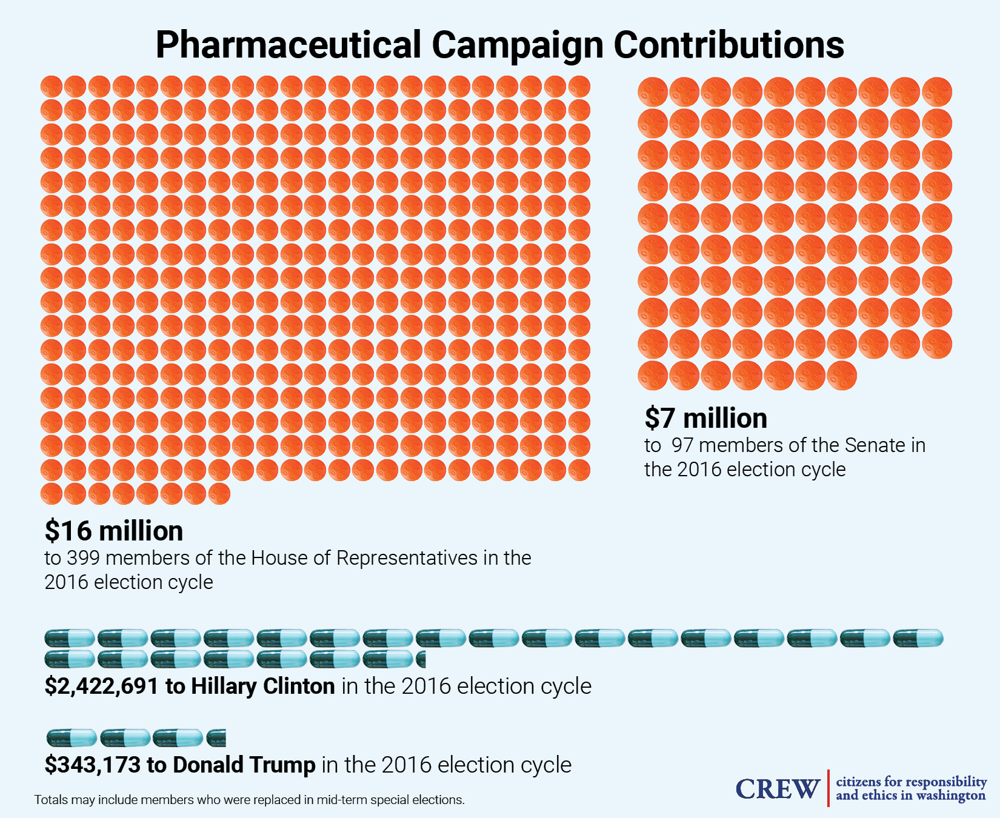 Pharmaceutical Campaign Contributions
$7 million
to 97 members of the Senate in
the 2016 election cycle
$16 million
to 399 members of the House of Representatives in the
2016 election cycle
$2,422,691 to Hillary Clinton in the 2016 election cycle
$343,173 to Donald Trump in the 2016 election cycle
Totals may include members who were replaced in mid-term special elections.
CREW
citizens for responsibility
and ethics in washington